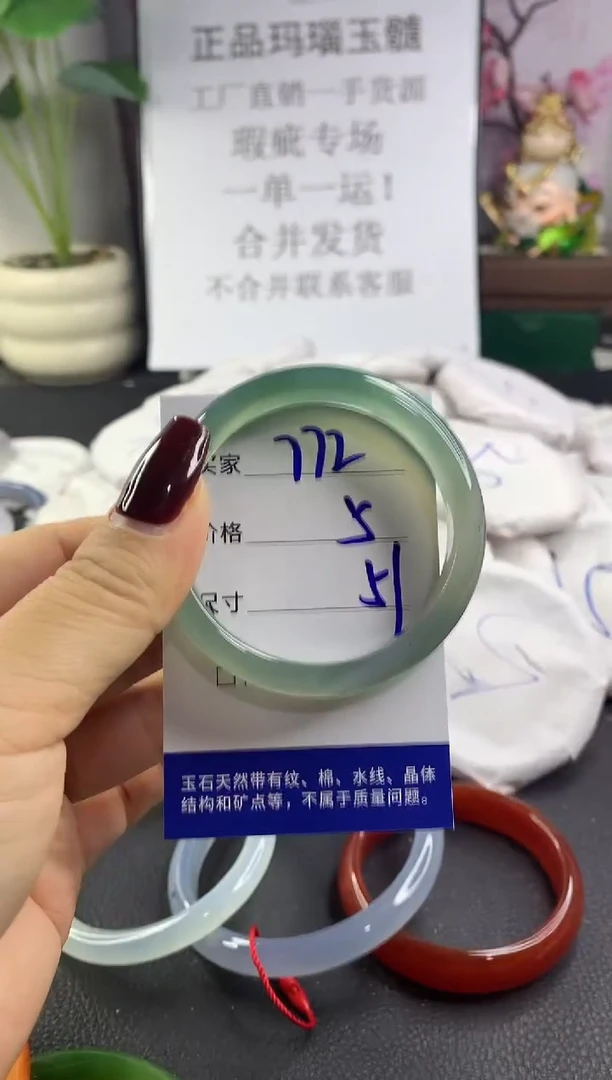 正品玛瑙玉髓
工厂直销一手货源
瑕疵专场
一单一运!
合并发货
不合并联系客服
买家 772
价格 5
尺寸 51
玉石天然带有纹、棉、水线、晶体
结构和矿点等，不属于质量问题。